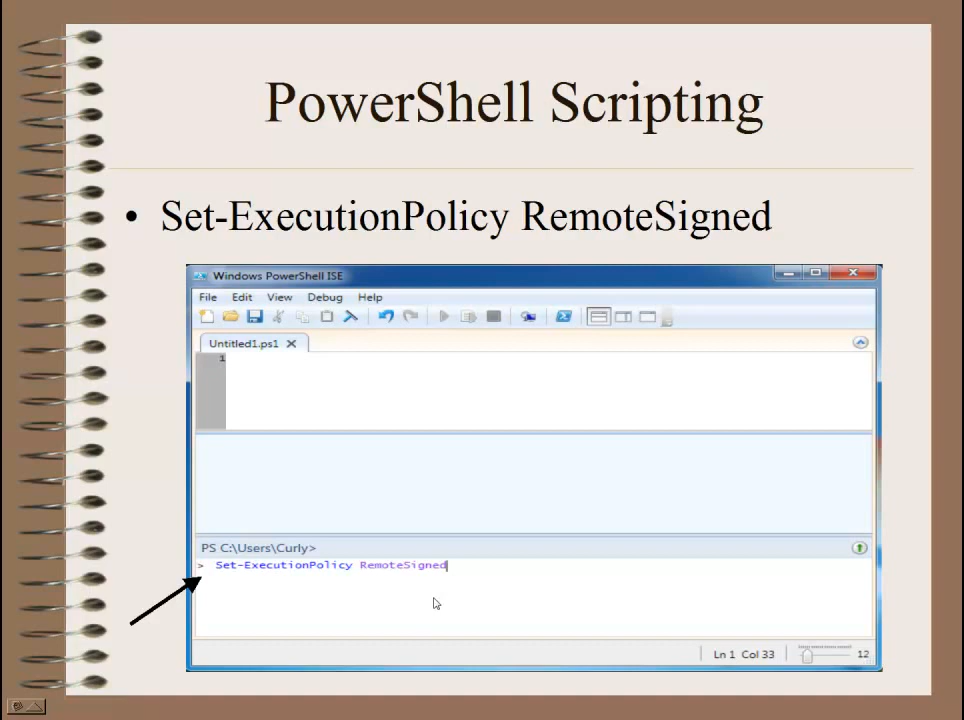 PowerShell Scripting
• Set-ExecutionPolicy RemoteSigned
Windows PowerShell ISE
File Edit View Debug Help
Untitled1.ps1
1
PS C:\Users\Curly>
> Set-ExecutionPolicy RemoteSigned
Ln 1 Col 33 12